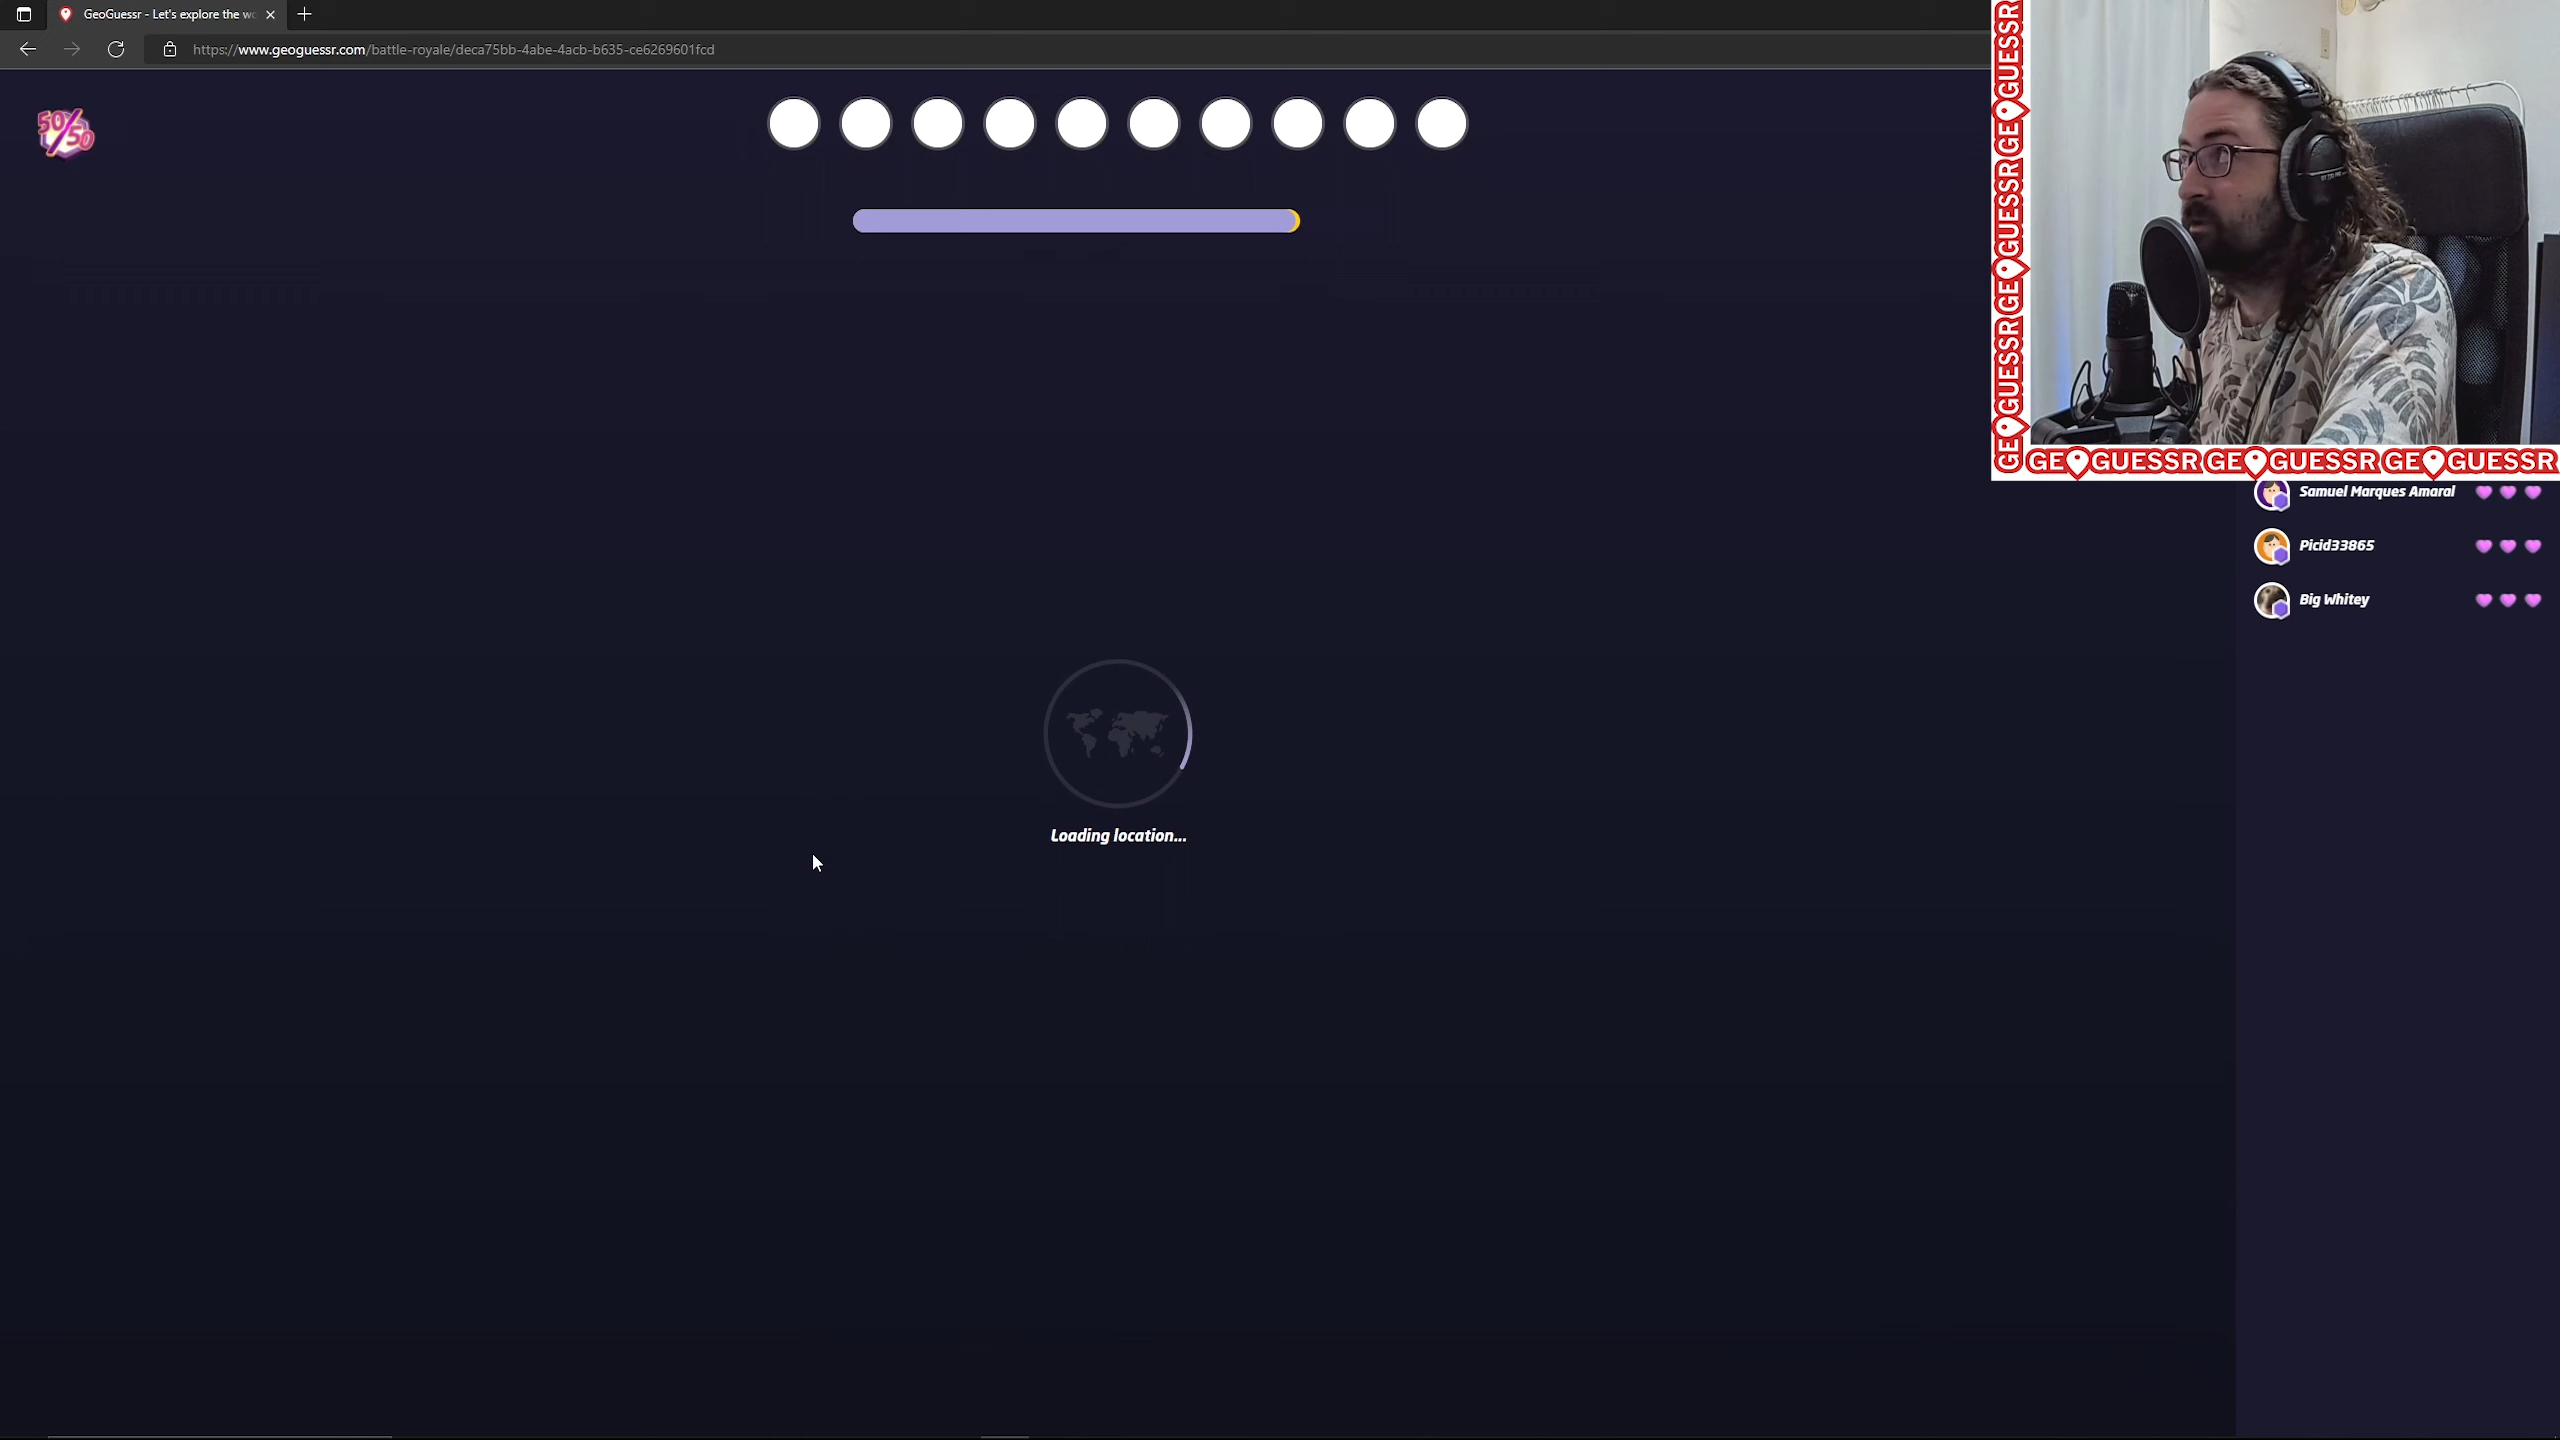 GeoGuessr - Let's explore the wo
https://www.geoguessr.com/battle-royale/deca75bb-4abe-4acb-b635-ce6269601fcd
50/50
GEOGUESSR GEOGUESSR GEOGUESSR
GEOGUESSR GEOGUESSR GEOGUESSR
Samuel Marques Amaral
Picid33865
Big Whitey
Loading location...